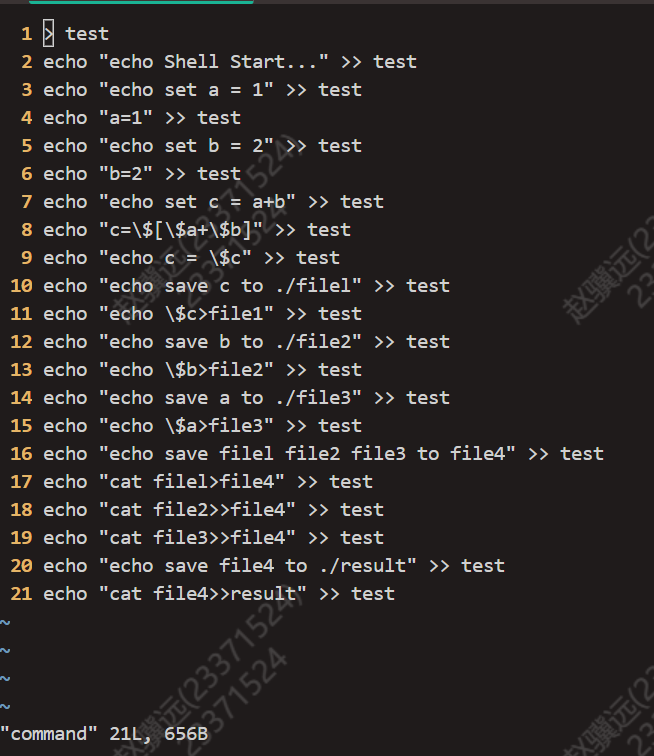 1 > test
2 echo "echo Shell Start..." >> test
3 echo "echo set a = 1" >> test
4 echo "a=1" >> test
5 echo "echo set b = 2" >> test
6 echo "b=2" >> test
7 echo "echo set c = a+b" >> test
8 echo "c=\$[\$a+\$b]" >> test
9 echo "echo c = \$c" >> test
10 echo "echo save c to ./filel" >> test
11 echo "echo \$c>file1" >> test
12 echo "echo save b to ./file2" >> test
13 echo "echo \$b>file2" >> test
14 echo "echo save a to ./file3" >> test
15 echo "echo \$a>file3" >> test
16 echo "echo save filel file2 file3 to file4" >> test
17 echo "cat filel>file4" >> test
18 echo "cat file2>>file4" >> test
19 echo "cat file3>>file4" >> test
20 echo "echo save file4 to ./result" >> test
21 echo "cat file4>>result" >> test
~
~
~
~
"command" 21L, 656B
赵骥远(23371524)
23371524
赵骥远(23
23
赵骥远(23371524)
23371524